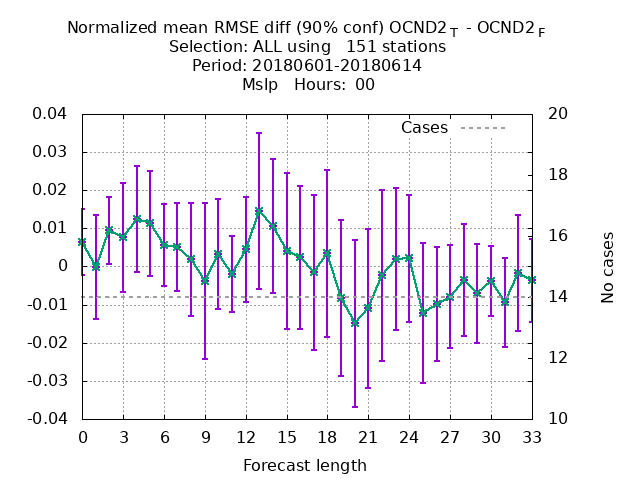 Normalized mean RMSE diff (90% conf) OCND2 T - OCND2 F
Selection: ALL using 151 stations
Period: 20180601-20180614
Mslp Hours: 00
0.04
0.03
0.02
0.01
0
-0.01
-0.02
-0.03
-0.04
Cases
20
18
16
14
12
10
No cases
0 3 6 9 12 15 18 21 24 27 30 33
Forecast length